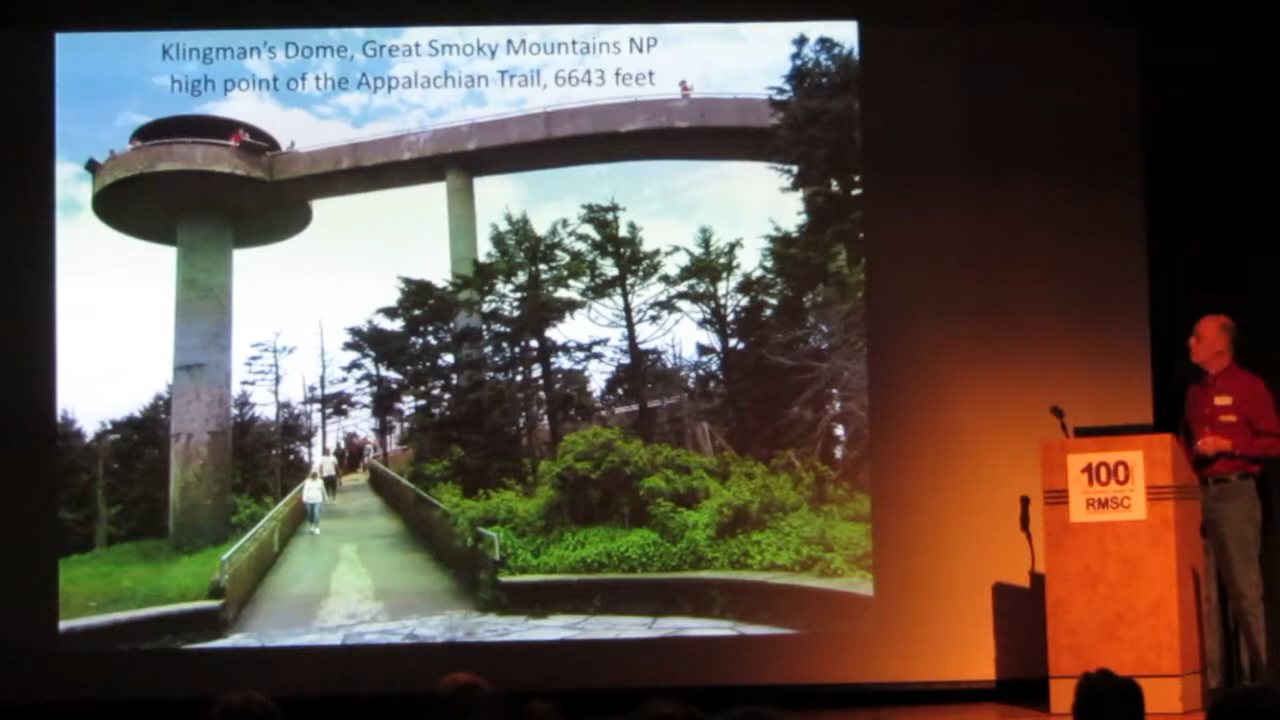 Klingman's Dome, Great Smoky Mountains NP
high point of the Appalachian Trail, 6643 feet
100
RMSC